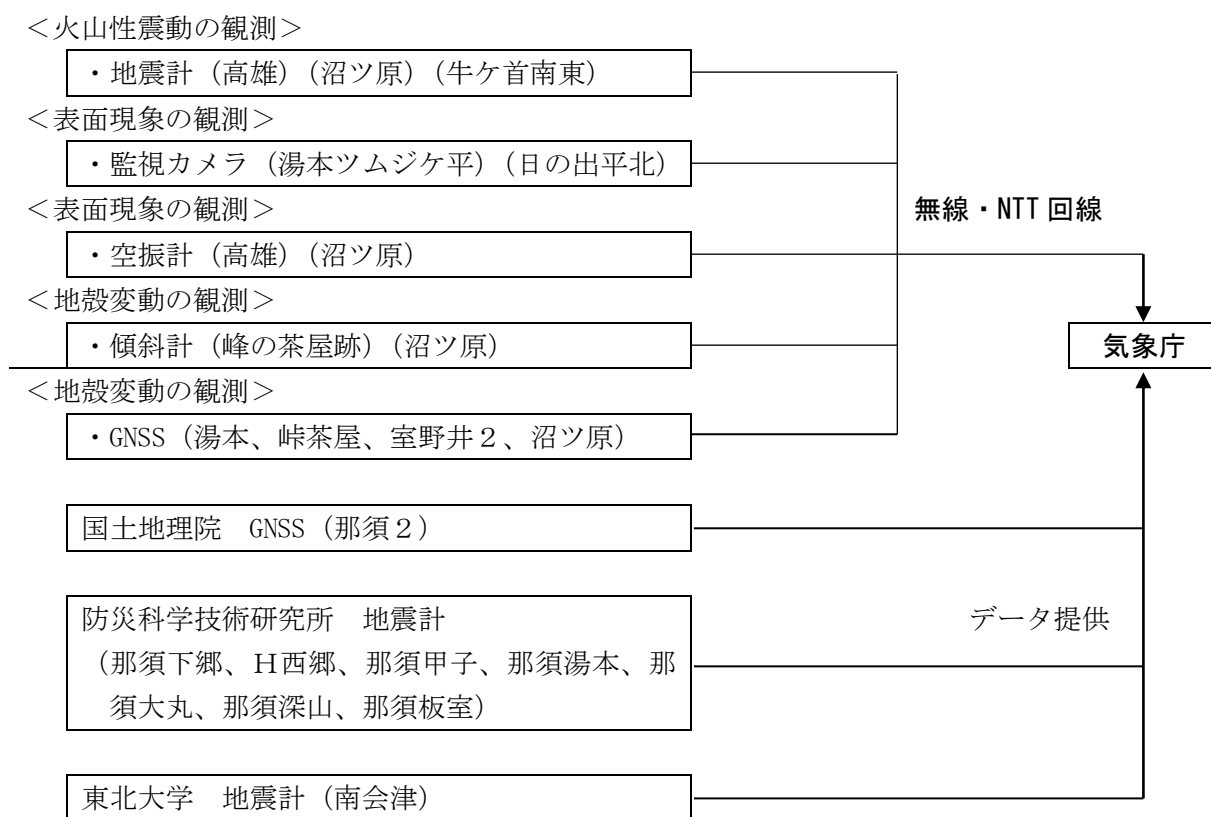 ＜火山性震動の観測＞
・地震計（高雄）（沼ツ原）（牛ケ首南東）
＜表面現象の観測＞
・監視カメラ（湯本ツムジケ平）（日の出平北）
＜表面現象の観測＞
無線・NTT 回線
・空振計（高雄）（沼ツ原）
＜地殻変動の観測＞
・傾斜計（峰の茶屋跡）（沼ツ原）
気象庁
＜地殻変動の観測＞
・GNSS（湯本、峠茶屋、室野井２、沼ツ原）
国土地理院　GNSS（那須２）
防災科学技術研究所　地震計
（那須下郷、Ｈ西郷、那須甲子、那須湯本、那
須大丸、那須深山、那須板室）
データ提供
東北大学　地震計（南会津）